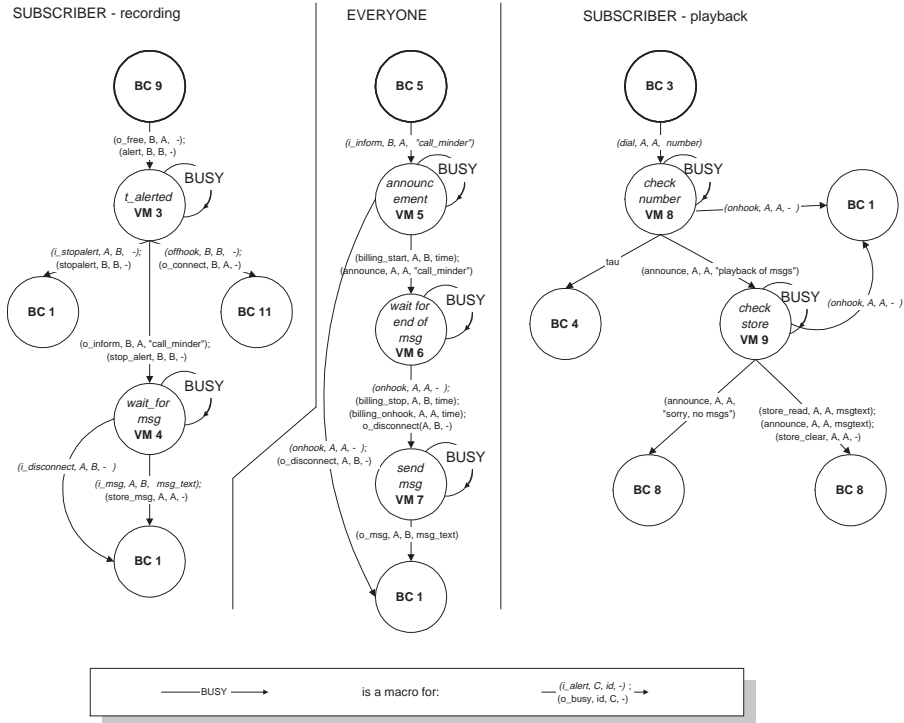 SUBSCRIBER - recording
BC 9
(o_free, B, A, -);
(alert, B, B, -)
BUSY
t_alerted
VM 3
(i_stopalert, A, B, -);
(stopalert, B, B, -)
(offhook, B, B, -);
(o_connect, B, A, -)
BC 1
BC 11
(o_inform, B, A, "call_minder");
(stop_alert, B, B, -)
BUSY
wait_for
msg
VM 4
(i_disconnect, A, B, - )
(i_msg, A, B, msg_text);
(store_msg, A, A, -)
BC 1
EVERYONE
BC 5
(i_inform, B, A, "call_minder")
BUSY
announc
ement
VM 5
(billing_start, A, B, time);
(announce, A, A, "call_minder")
wait for
end of
msg
VM 6
BUSY
(onhook, A, A, - );
(billing_stop, A, B, time);
(billing_onhook, A, A, time);
o_disconnect(A, B, -)
(onhook, A, A, - );
(o_disconnect, A, B, -)
BUSY
send
msg
VM 7
(o_msg, A, B, msg_text)
BC 1
SUBSCRIBER - playback
BC 3
(dial, A, A, number)
BUSY
check
number
VM 8
(onhook, A, A, - )
BC 1
tau
(announce, A, A, "playback of msgs")
BC 4
BUSY
check
store
VM 9
(onhook, A, A, - )
(announce, A, A,
"sorry, no msgs")
(store_read, A, A, msgtext);
(announce, A, A, msgtext);
(store_clear, A, A, -)
BC 8
BC 8
BUSY
is a macro for:
(i_alert, C, id, -) ;
(o_busy, id, C, -)